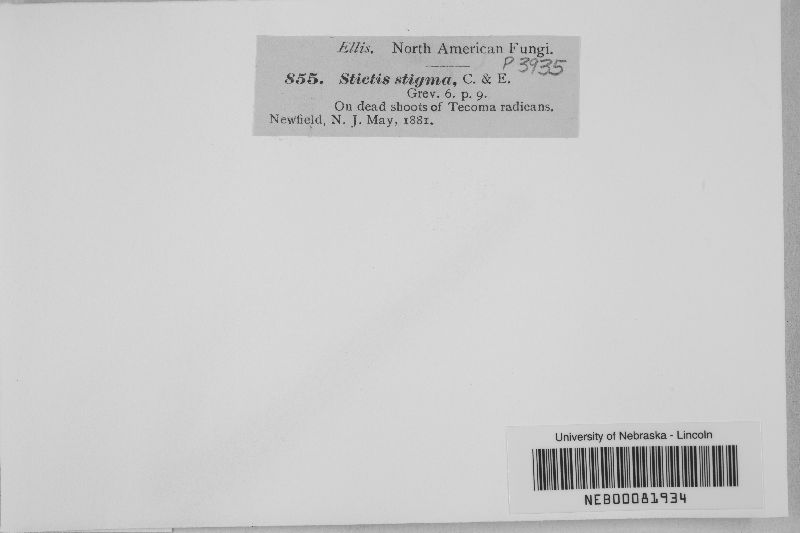 Ellis. North American Fungi.
P3935
855. Stictis stigma, C. & E.
Grev. 6. p. 9.
On dead shoots of Tecoma radicans.
Newfield, N. J. May, 1881.
University of Nebraska - Lincoln
NEB00081934